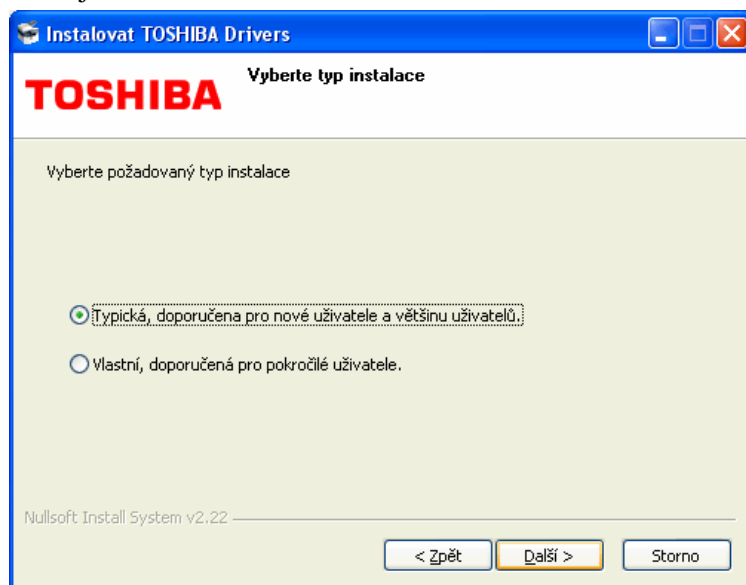 Instalovat TOSHIBA Drivers
TOSHIBA
Vyberte typ instalace
Vyberte požadovaný typ instalace
Typická, doporučena pro nové uživatele a většinu uživatelů.
Vlastní, doporučená pro pokročilé uživatele.
Nullsoft Install System v2.22
< Zpět
Další >
Storno